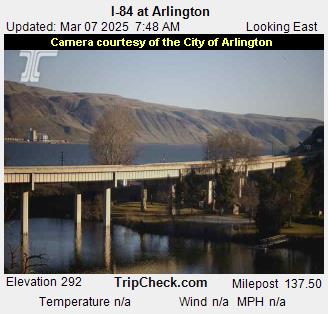 I-84 at Arlington
Updated: Mar 07 2025 7:48 AM Looking East
Camera courtesy of the City of Arlington
Elevation 292 TripCheck.com Milepost 137.50
Temperature n/a Wind n/a MPH n/a